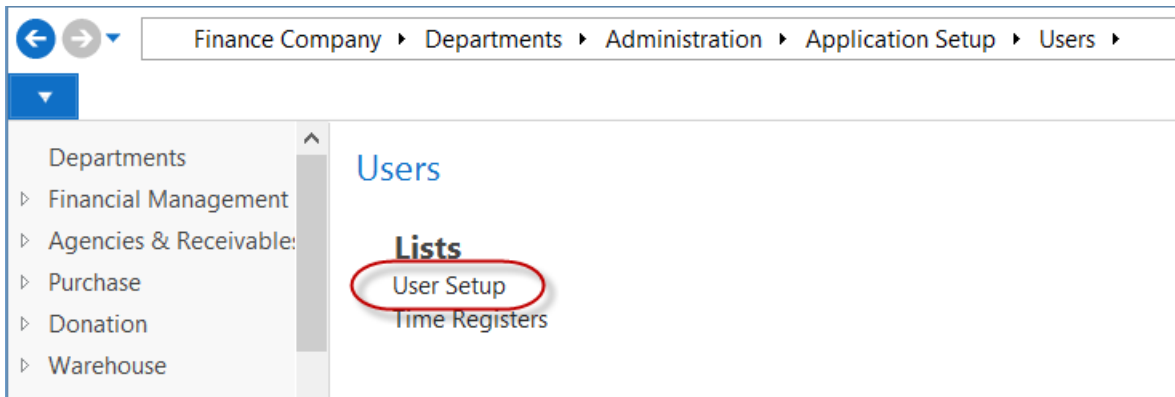 Finance Company ▸ Departments ▸ Administration ▸ Application Setup ▸ Users ▸
Departments
Financial Management
Agencies & Receivables
Purchase
Donation
Warehouse
Users
Lists
User Setup
Time Registers